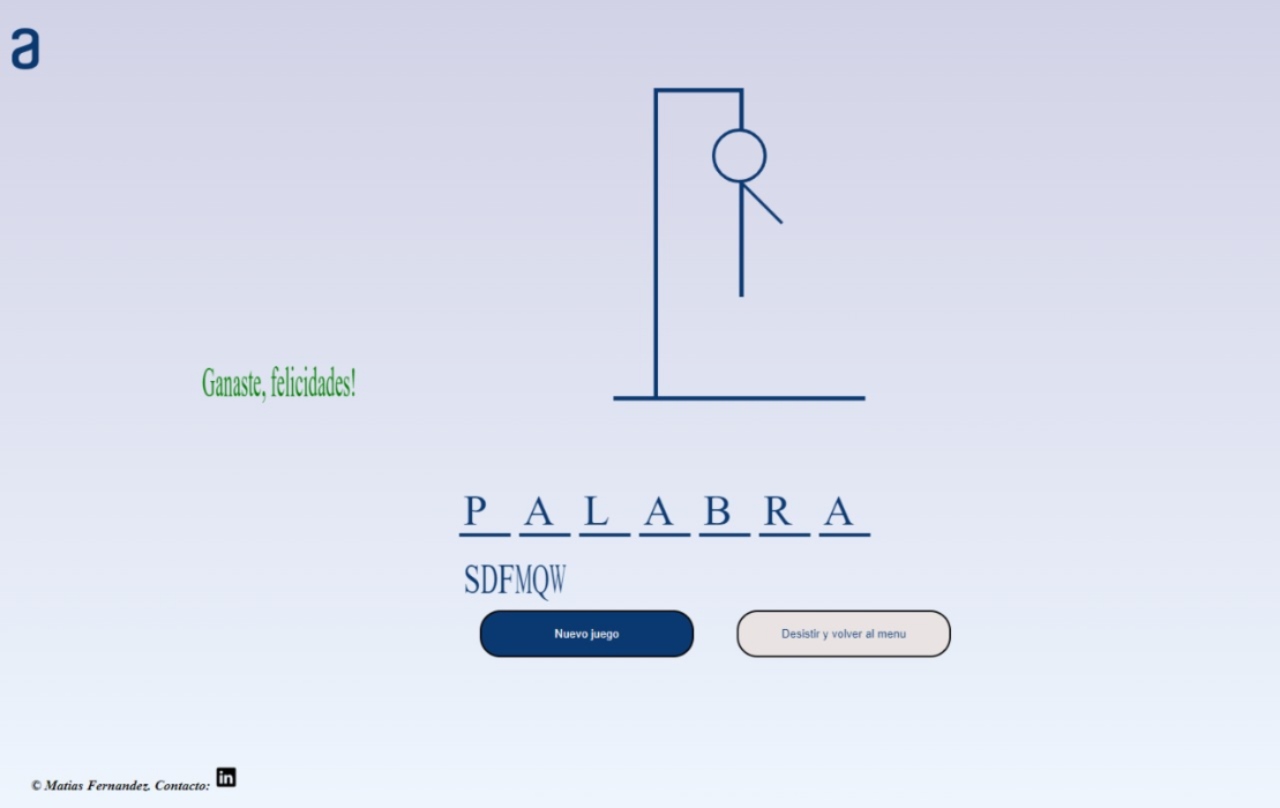 a
Ganaste, felicidades!
P A L A B R A
SDFMQW
Nuevo juego
Desistir y volver al menu
© Matias Fernandez. Contacto: in